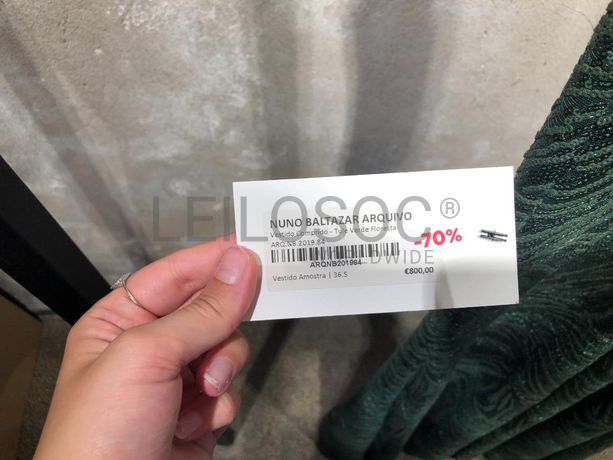 LEILOSOC®
WORLDWIDE
NUNO BALTAZAR ARQUIVO
Vestido Comprido - Tule Verde Floresta
ARQ.NB.2019.84
-70%
ARQNB201984
Vestido Amostra | 36.S
€800,00